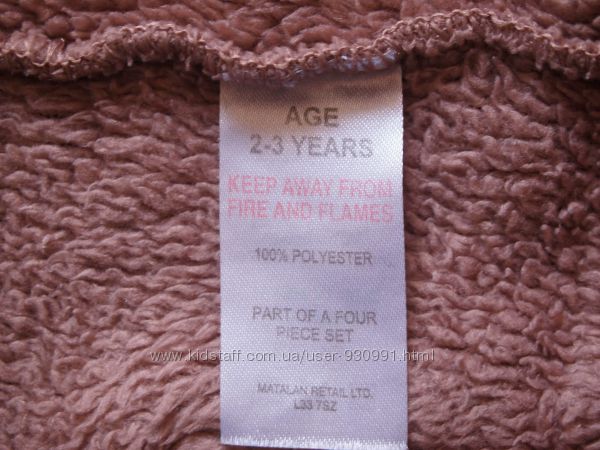 AGE
2-3 YEARS
KEEP AWAY FROM
FIRE AND FLAMES
100% POLYESTER
PART OF A FOUR
PIECE SET
www.kidstaff.com.ua/user-930991.html
MATALAN RETAIL LTD.
L33 7SZ